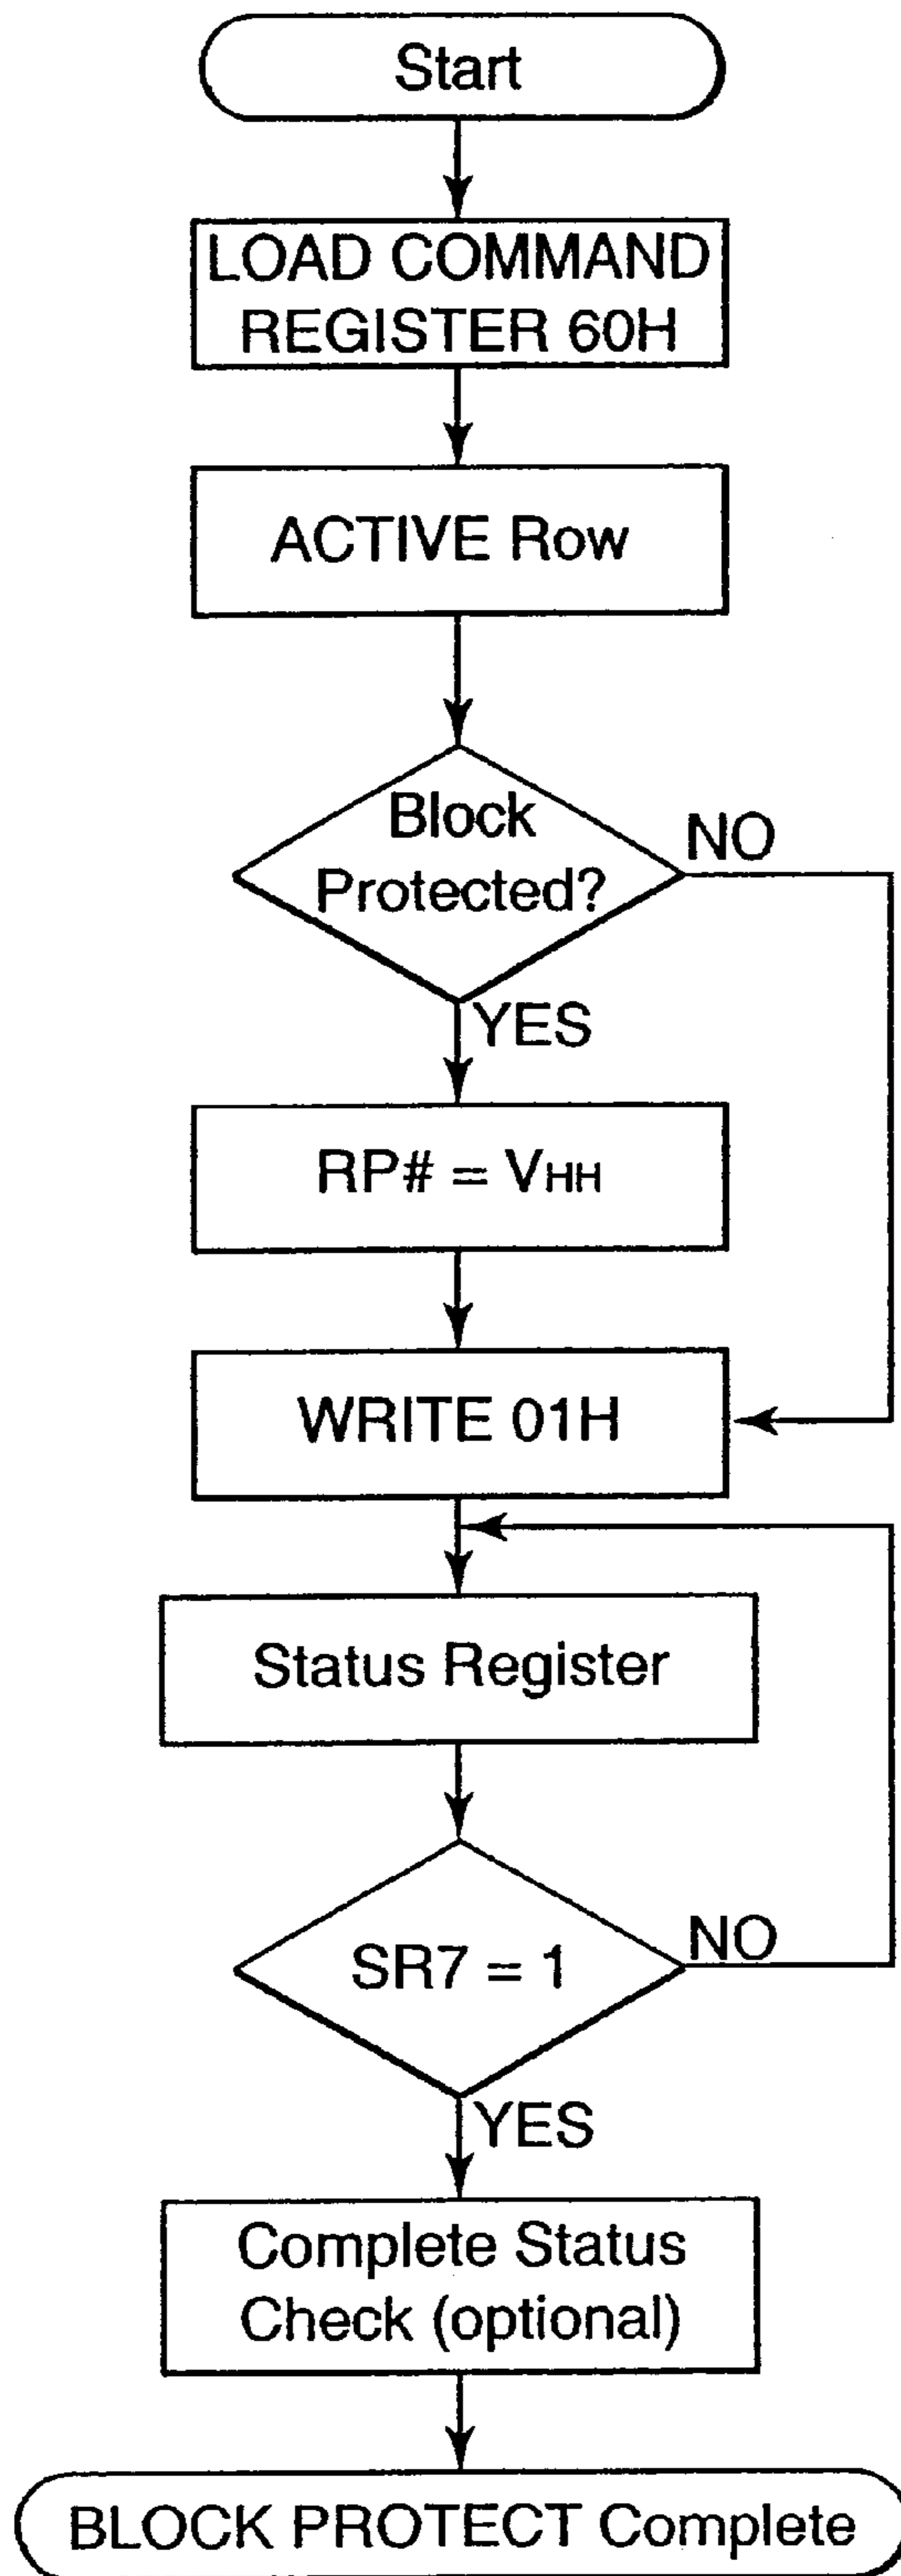 Start
LOAD COMMAND
REGISTER 60H
ACTIVE Row
Block
Protected?
NO
YES
RP# = VHH
WRITE 01H
Status Register
SR7 = 1
NO
YES
Complete Status
Check (optional)
BLOCK PROTECT Complete